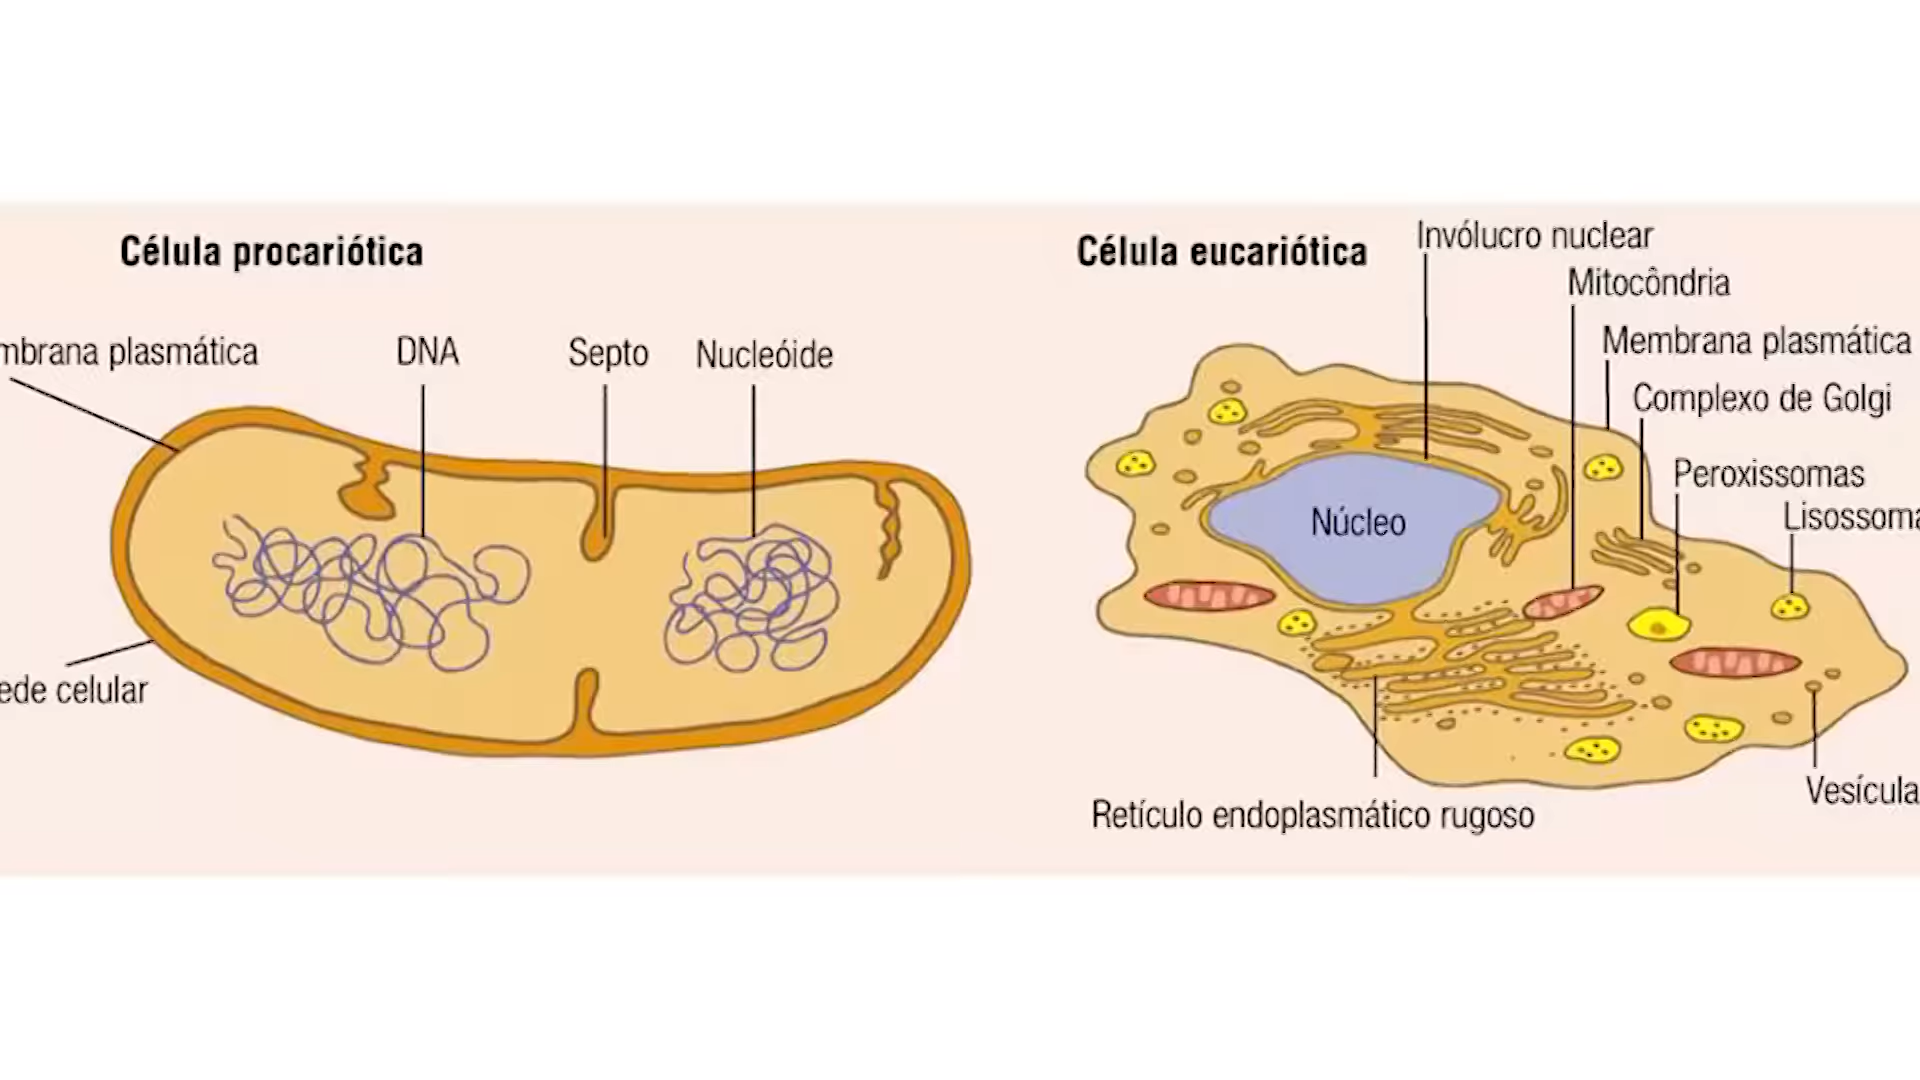 Célula procariótica
mbrana plasmática
DNA
Septo
Nucleóide
ede celular
Célula eucariótica
Invólucro nuclear
Mitocôndria
Membrana plasmática
Complexo de Golgi
Peroxissomas
Lisossoma
Núcleo
Retículo endoplasmático rugoso
Vesícula